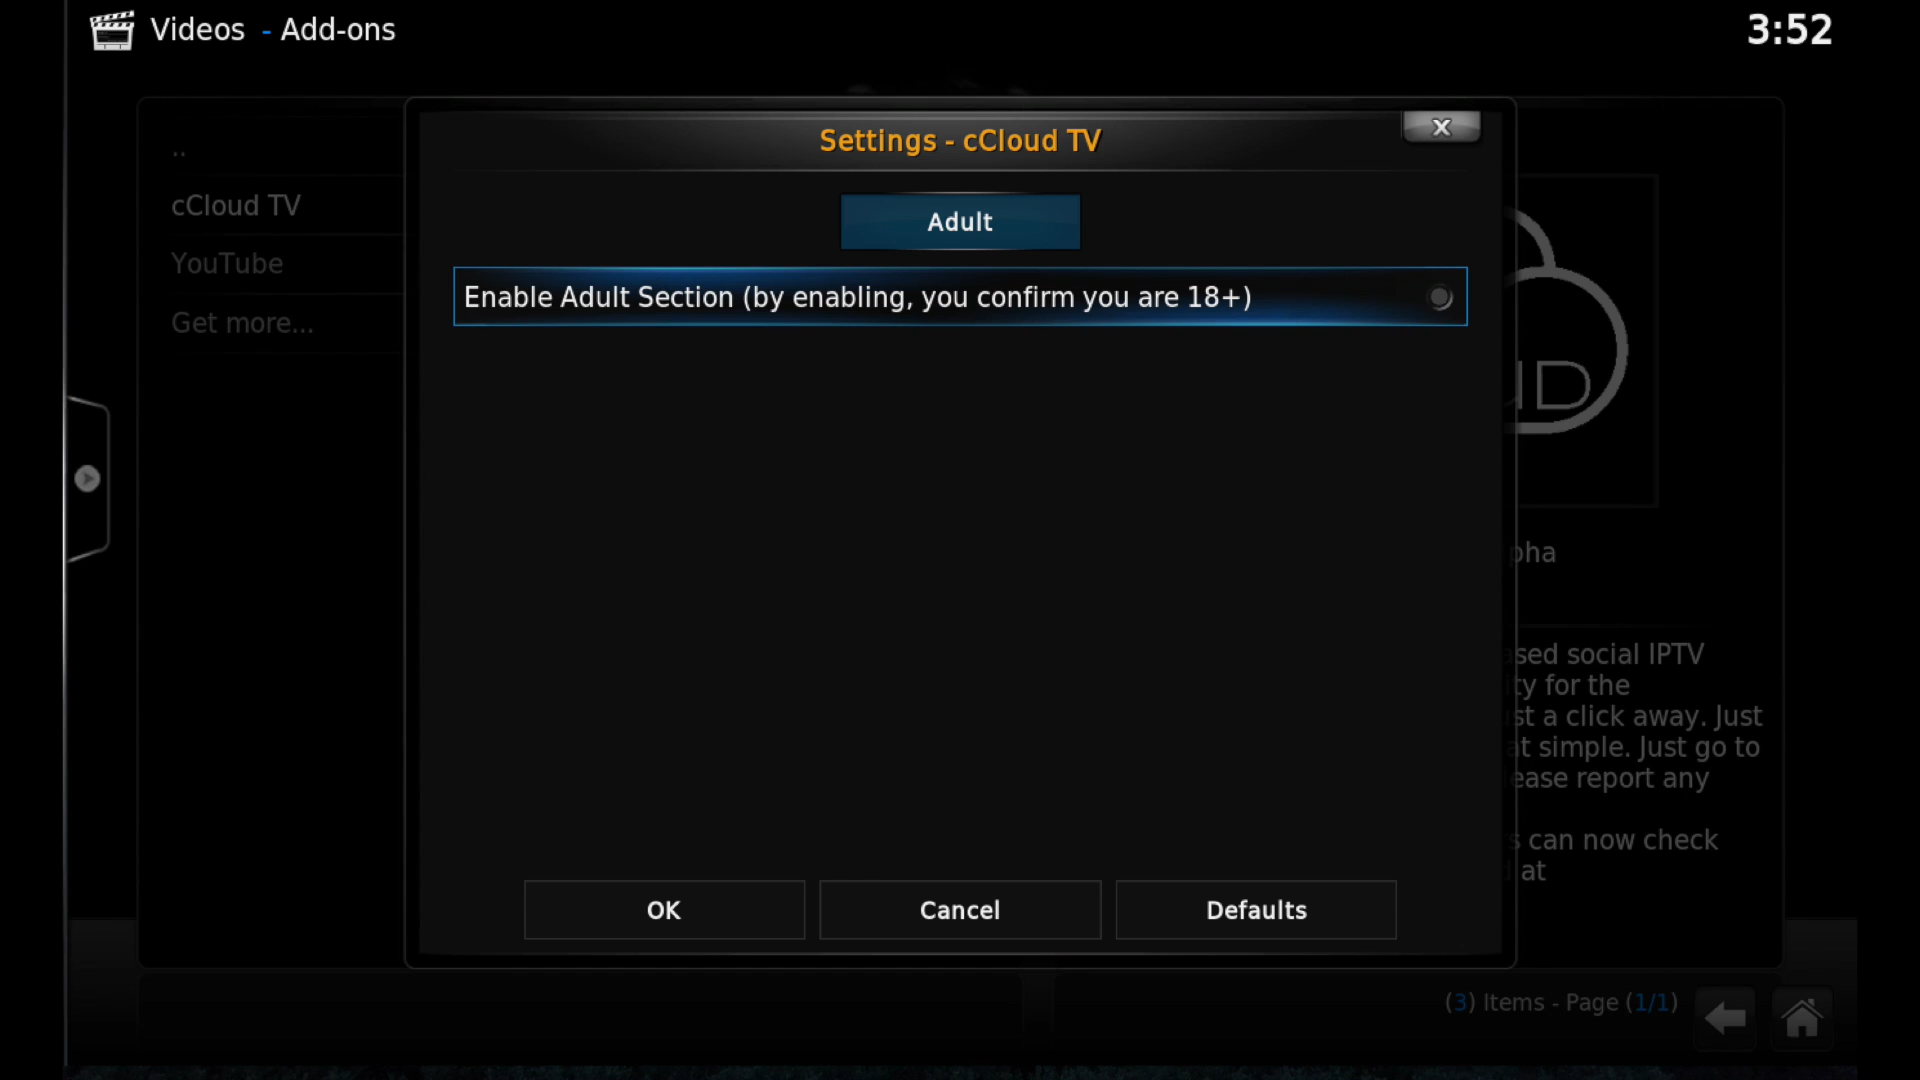 Videos - Add-ons
3:52
Settings - cCloud TV
x
..
Adult
cCloud TV
YouTube
Enable Adult Section (by enabling, you confirm you are 18+)
Get more...
sed social IPTV
for the
a click away. Just
simple. Just go to
report any
can now check
at
OK
Cancel
Defaults
(3) Items - Page (1/1)